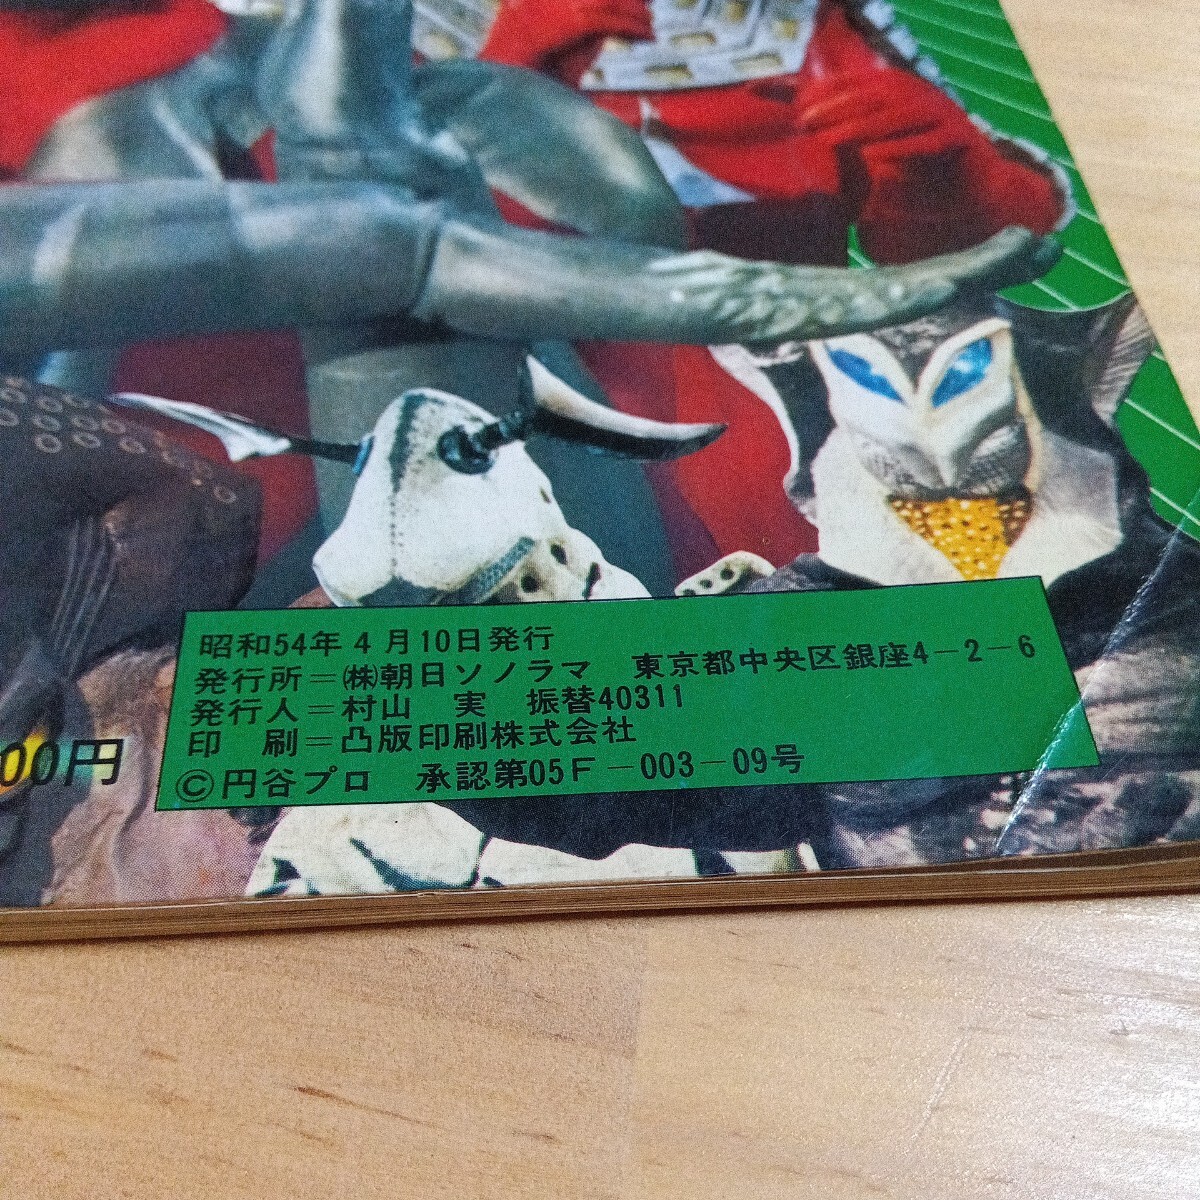 昭和54年 4月10日発行
発行所=㈱朝日ソノラマ 東京都中央区銀座4-2-6
発行人=村山 実 振替40311
印 刷=凸版印刷株式会社
©円谷プロ 承認第05F-003-09号
00円